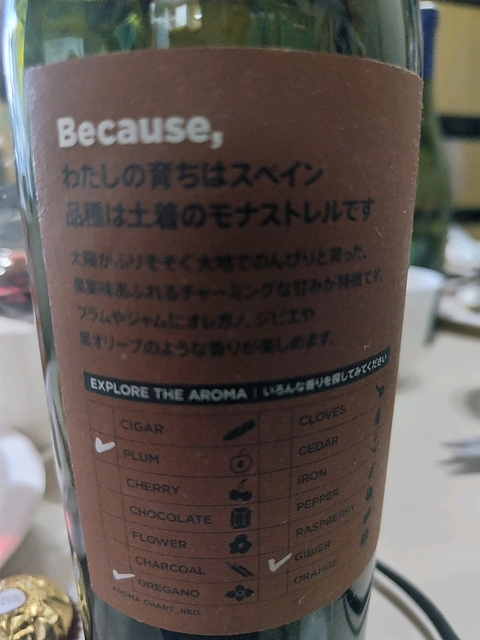 Because,
わたしの育ちはスペイン
品種は土着のモナストレルです
太陽がふりそそぐ大地でのんびりと育った、
果実味あふれるチャーミングな甘みが特徴です。
プラムやジャムにオレガノ、ジビエや
黒オリーブのような香りが楽しめます。
EXPLORE THE AROMA | いろんな香りを探してみてください
CIGAR
PLUM
CHERRY
CHOCOLATE
FLOWER
CHARCOAL
OREGANO
CLOVES
CEDAR
IRON
PEPPER
RASPBERRY
GIBIER
ORANGE
AROMA CHART_RED